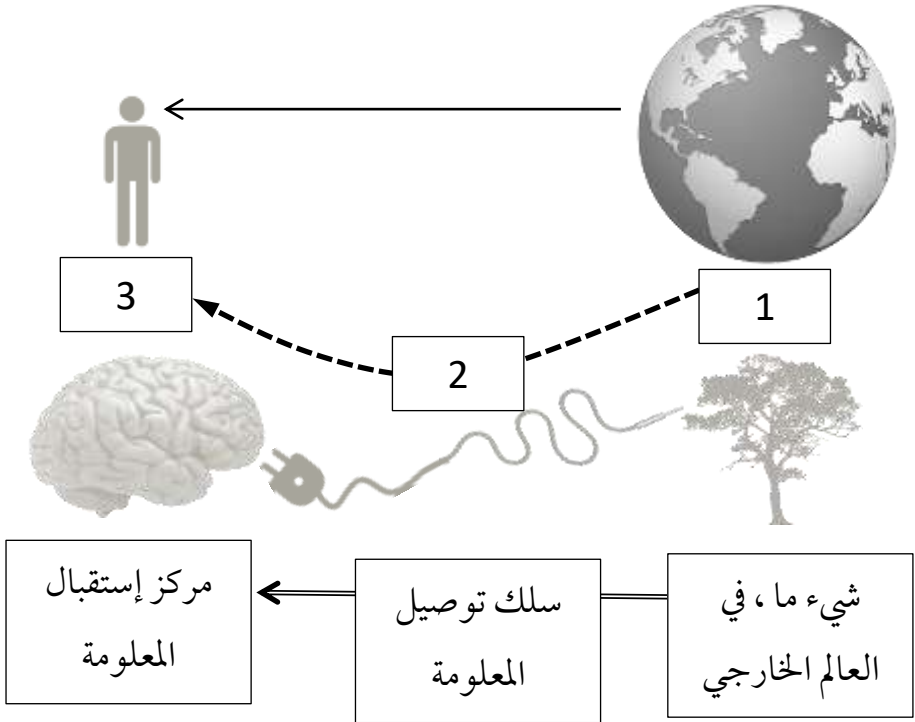 1
2
3
شيء ما ، في
العالم الخارجي
سلك توصيل
المعلومة
مركز إستقبال
المعلومة